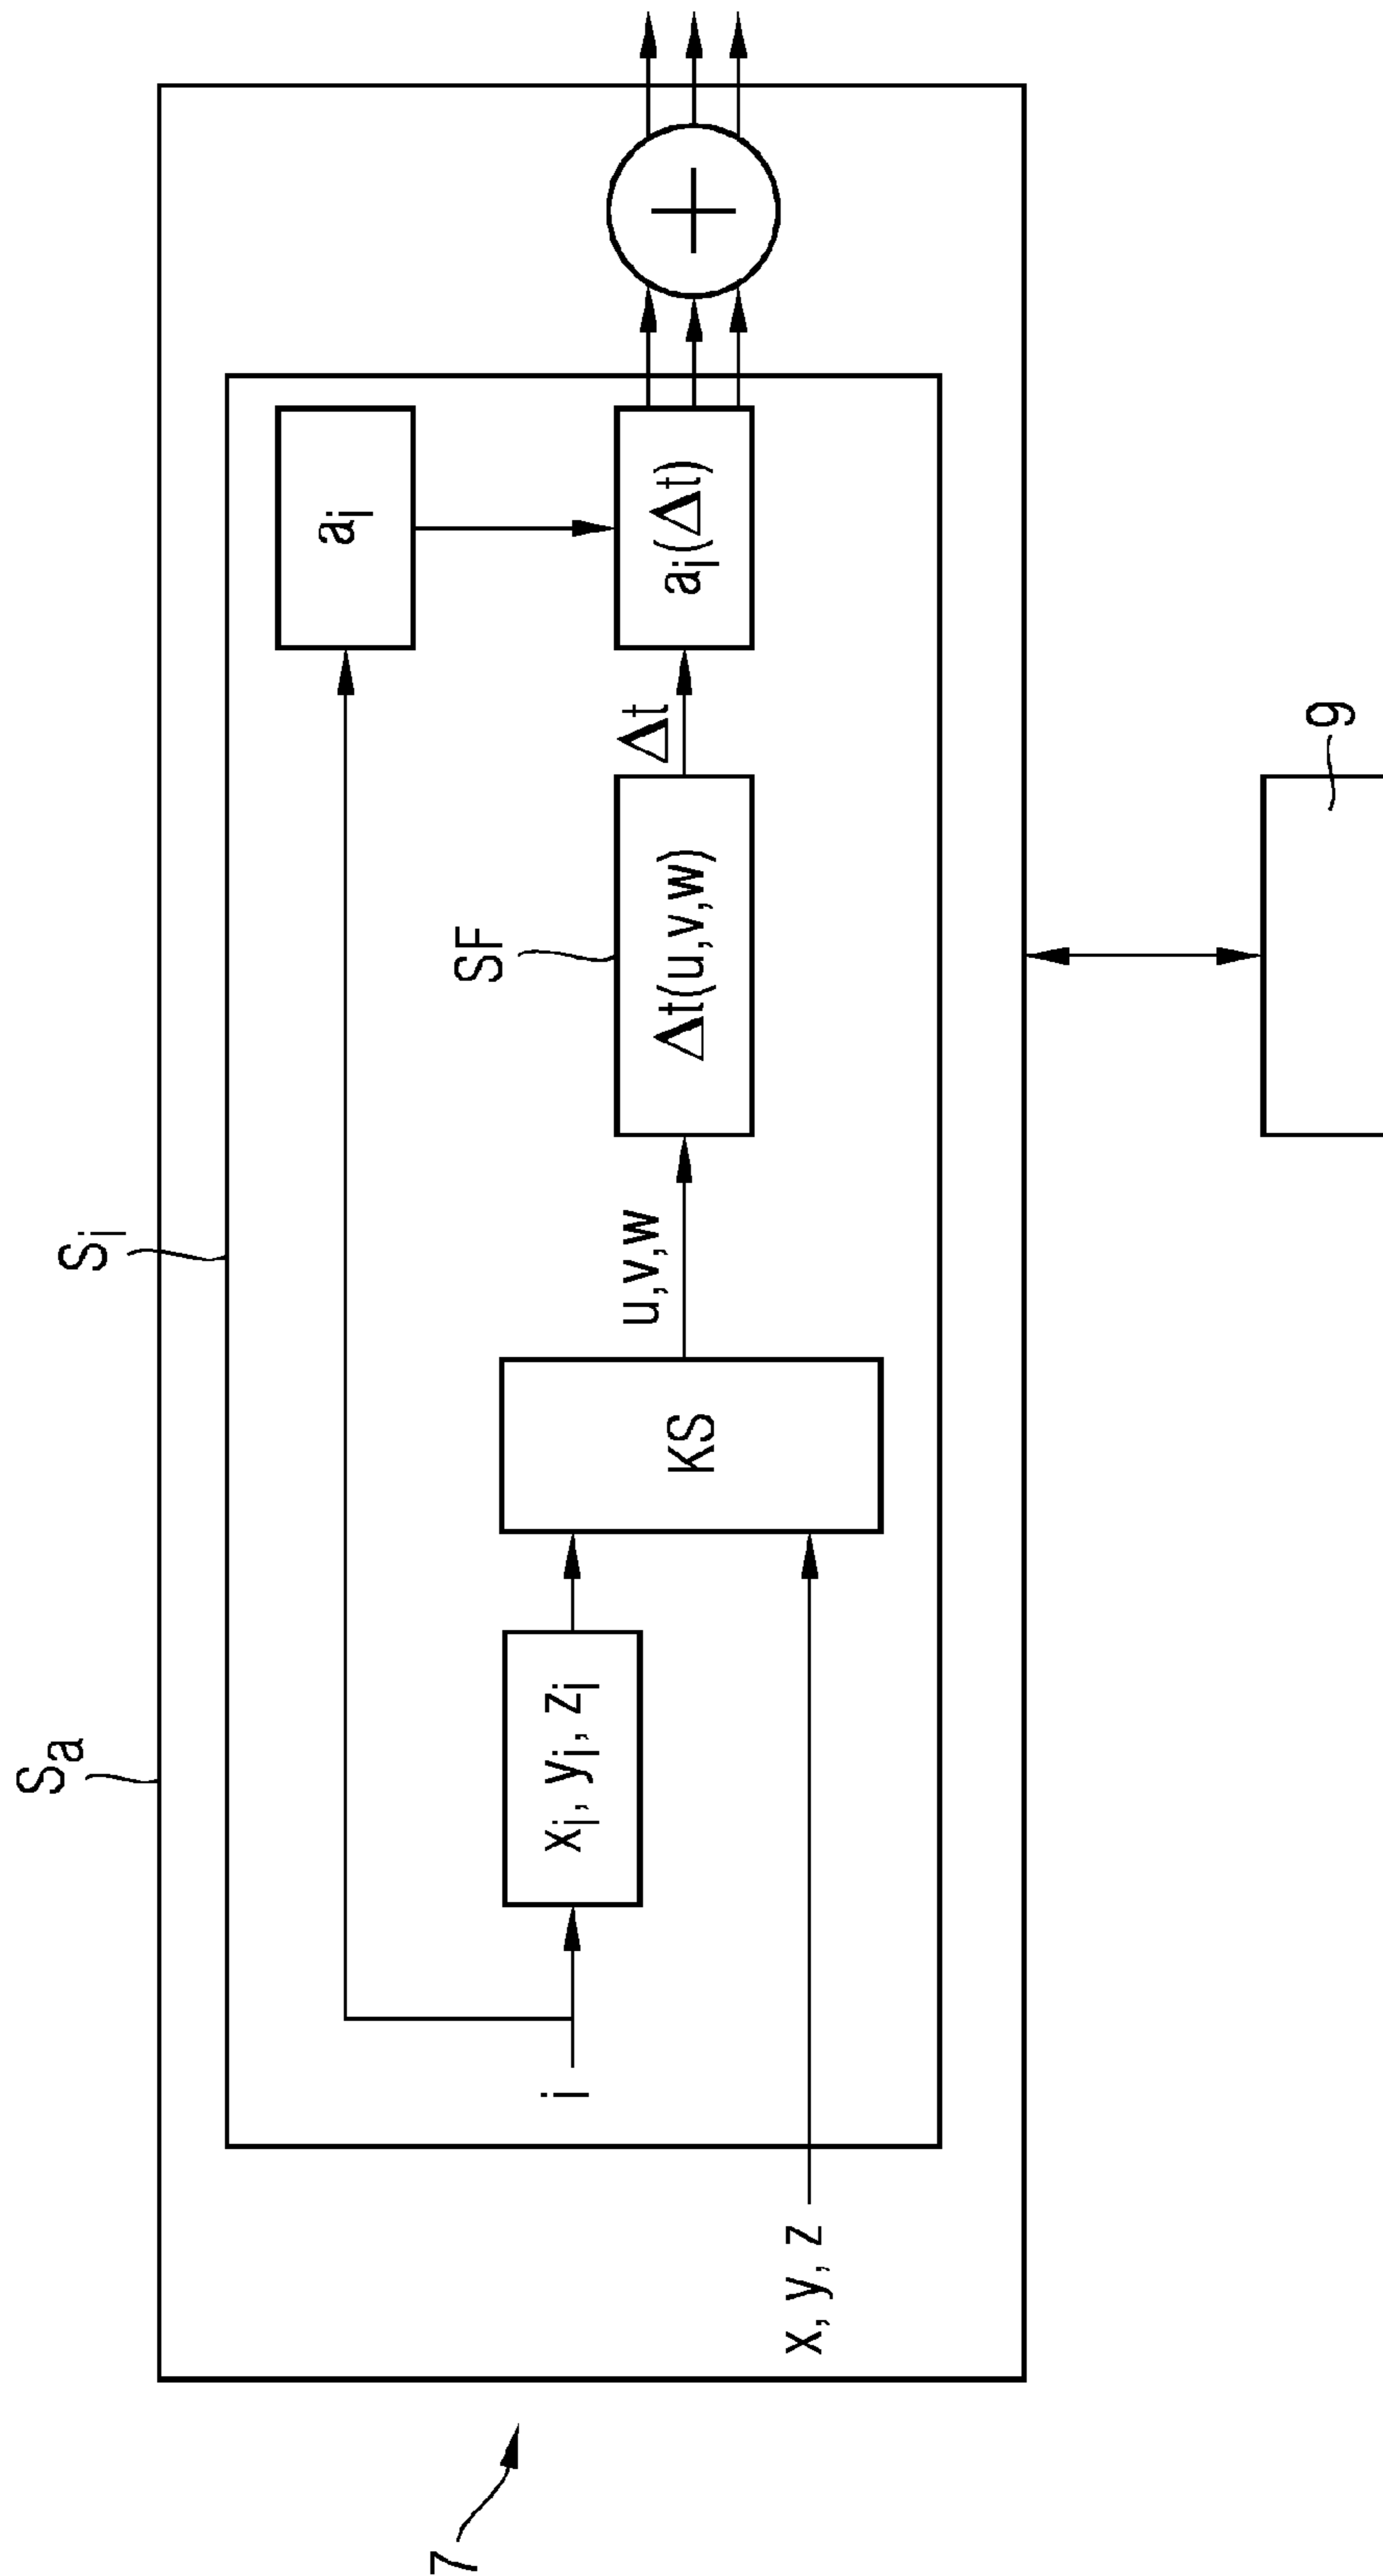 7
Sₐ
Sᵢ
SF
aᵢ
i
xᵢ, yᵢ, zᵢ
KS
u,v,w
Δt(u,v,w)
Δt
aᵢ(Δt)
x, y, z
9